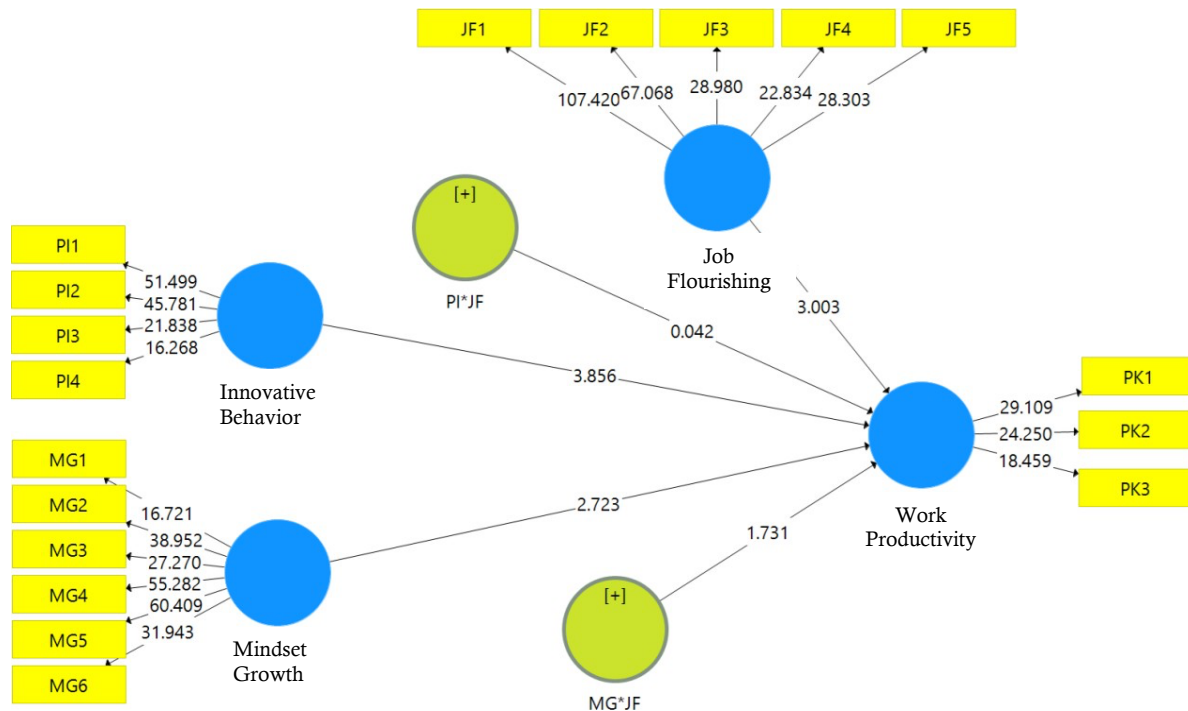 JF1 JF2 JF3 JF4 JF5
107.420 67.068 28.980 22.834 28.303
[+]
PI*JF
Job
Flourishing
3.003
0.042
PI1
PI2
PI3
PI4
51.499
45.781
21.838
16.268
Innovative
Behavior
3.856
MG1
MG2
MG3
MG4
MG5
MG6
16.721
38.952
27.270
55.282
60.409
31.943
Mindset
Growth
2.723
1.731
[+]
MG*JF
Work
Productivity
29.109
24.250
18.459
PK1
PK2
PK3